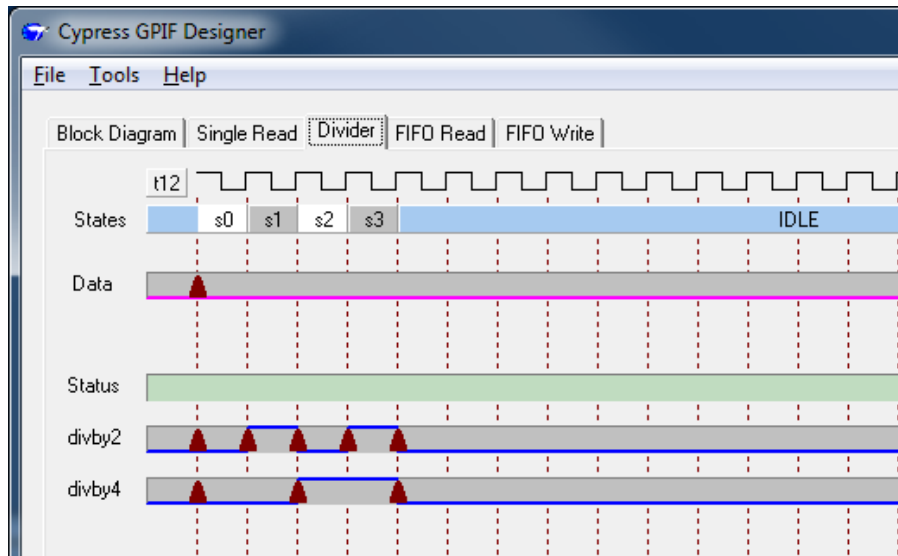 Cypress GPIF Designer
File Tools Help
Block Diagram Single Read Divider FIFO Read FIFO Write
t12
States s0 s1 s2 s3 IDLE
Data
Status
divby2
divby4